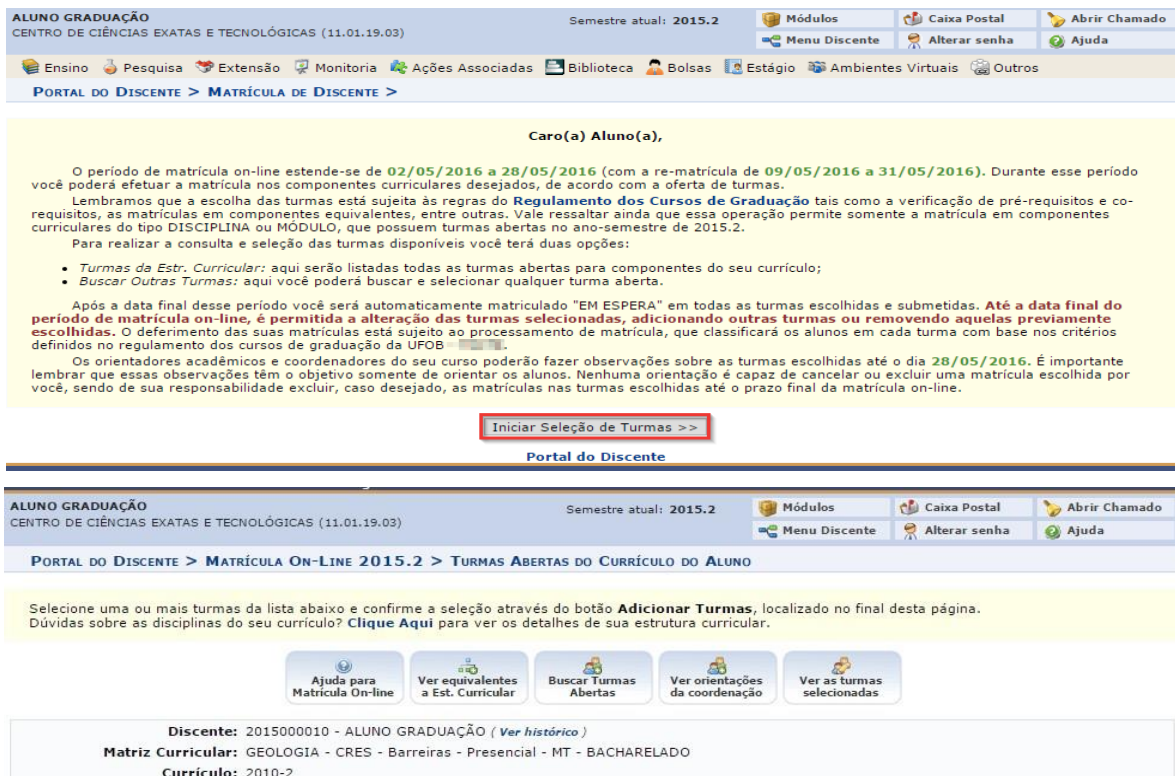 ALUNO GRADUAÇÃO
CENTRO DE CIÊNCIAS EXATAS E TECNOLÓGICAS (11.01.19.03)
Semestre atual: 2015.2
Módulos
Caixa Postal
Abrir Chamado
Menu Discente
Alterar senha
Ajuda
Ensino Pesquisa Extensão Monitoria Ações Associadas Biblioteca Bolsas Estágio Ambientes Virtuais Outros
PORTAL DO DISCENTE > MATRÍCULA DE DISCENTE >
Caro(a) Aluno(a),
O período de matrícula on-line estende-se de 02/05/2016 a 28/05/2016 (com a re-matrícula de 09/05/2016 a 31/05/2016). Durante esse período
você poderá efetuar a matrícula nos componentes curriculares desejados, de acordo com a oferta de turmas.
Lembramos que a escolha das turmas está sujeita às regras do Regulamento dos Cursos de Graduação tais como a verificação de pré-requisitos e co-
requisitos, as matrículas em componentes equivalentes, entre outras. Vale ressaltar ainda que essa operação permite somente a matrícula em componentes
curriculares do tipo DISCIPLINA ou MÓDULO, que possuem turmas abertas no ano-semestre de 2015.2.
Para realizar a consulta e seleção das turmas disponíveis você terá duas opções:
• Turmas da Estr. Curricular: aqui serão listadas todas as turmas abertas para componentes do seu currículo;
• Buscar Outras Turmas: aqui você poderá buscar e selecionar qualquer turma aberta.
Após a data final desse período você será automaticamente matriculado "EM ESPERA" em todas as turmas escolhidas e submetidas. Até a data final do
período de matrícula on-line, é permitida a alteração das turmas selecionadas, adicionando outras turmas ou removendo aquelas previamente
escolhidas. O deferimento das suas matrículas está sujeito ao processamento de matrícula, que classificará os alunos em cada turma com base nos critérios
definidos no regulamento dos cursos de graduação da UFOB
Os orientadores acadêmicos e coordenadores do seu curso poderão fazer observações sobre as turmas escolhidas até o dia 28/05/2016. É importante
lembrar que essas observações têm o objetivo somente de orientar os alunos. Nenhuma orientação é capaz de cancelar ou excluir uma matrícula escolhida por
você, sendo de sua responsabilidade excluir, caso desejado, as matrículas nas turmas escolhidas até o prazo final da matrícula on-line.
Iniciar Seleção de Turmas >>
Portal do Discente
ALUNO GRADUAÇÃO
CENTRO DE CIÊNCIAS EXATAS E TECNOLÓGICAS (11.01.19.03)
Semestre atual: 2015.2
Módulos
Caixa Postal
Abrir Chamado
Menu Discente
Alterar senha
Ajuda
PORTAL DO DISCENTE > MATRÍCULA ON-LINE 2015.2 > TURMAS ABERTAS DO CURRÍCULO DO ALUNO
Selecione uma ou mais turmas da lista abaixo e confirme a seleção através do botão Adicionar Turmas, localizado no final desta página.
Dúvidas sobre as disciplinas do seu currículo? Clique Aqui para ver os detalhes de sua estrutura curricular.
Ajuda para Matrícula On-line
Ver equivalentes a Est. Curricular
Buscar Turmas Abertas
Ver orientações da coordenação
Ver as turmas selecionadas
Discente: 2015000010 - ALUNO GRADUAÇÃO ( Ver histórico )
Matriz Curricular: GEOLOGIA - CRES - Barreiras - Presencial - MT - BACHARELADO
Currículo: 2010-2